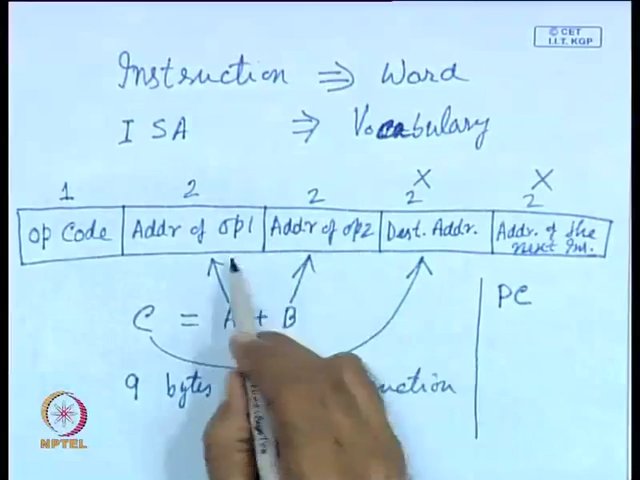 © CET
I.I.T. KGP
Instruction ⇒ Word
ISA ⇒ Vocabulary
1 2 2 2 X 2 X
Op Code Addr of Op1 Addr of Op2 Dest. Addr. Addr. of the next Ins.
PC
C = A + B
9 bytes
NPTEL